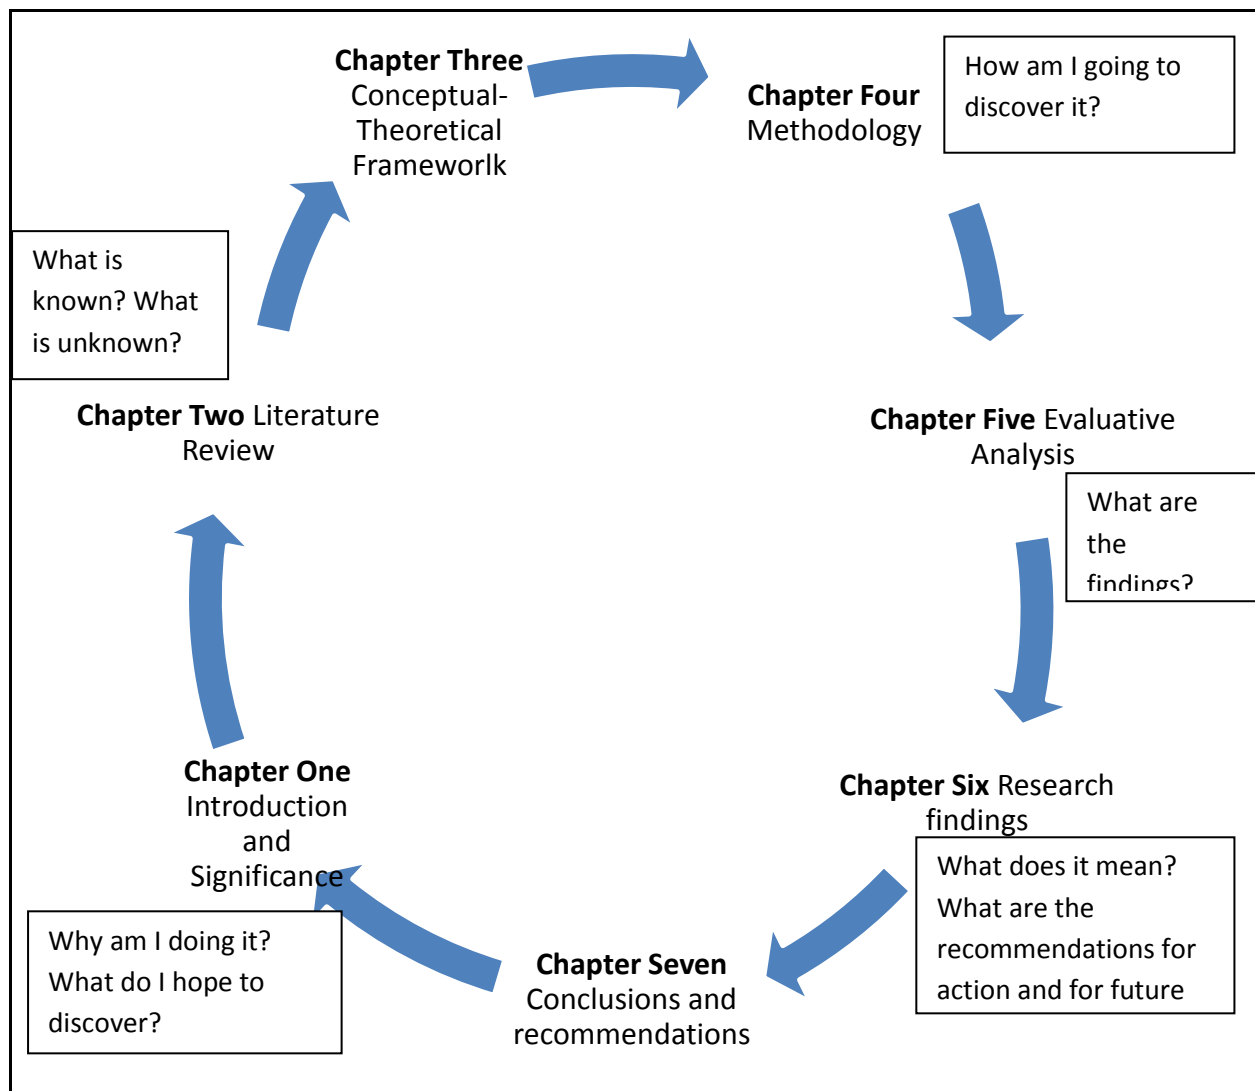 Chapter Three
Conceptual-
Theoretical
Frameworlk
Chapter Four
Methodology
How am I going to
discover it?
What is
known? What
is unknown?
Chapter Two Literature
Review
Chapter Five Evaluative
Analysis
What are
the
findings?
Chapter One
Introduction
and
Significance
Chapter Six Research
findings
What does it mean?
What are the
recommendations for
action and for future
Why am I doing it?
What do I hope to
discover?
Chapter Seven
Conclusions and
recommendations